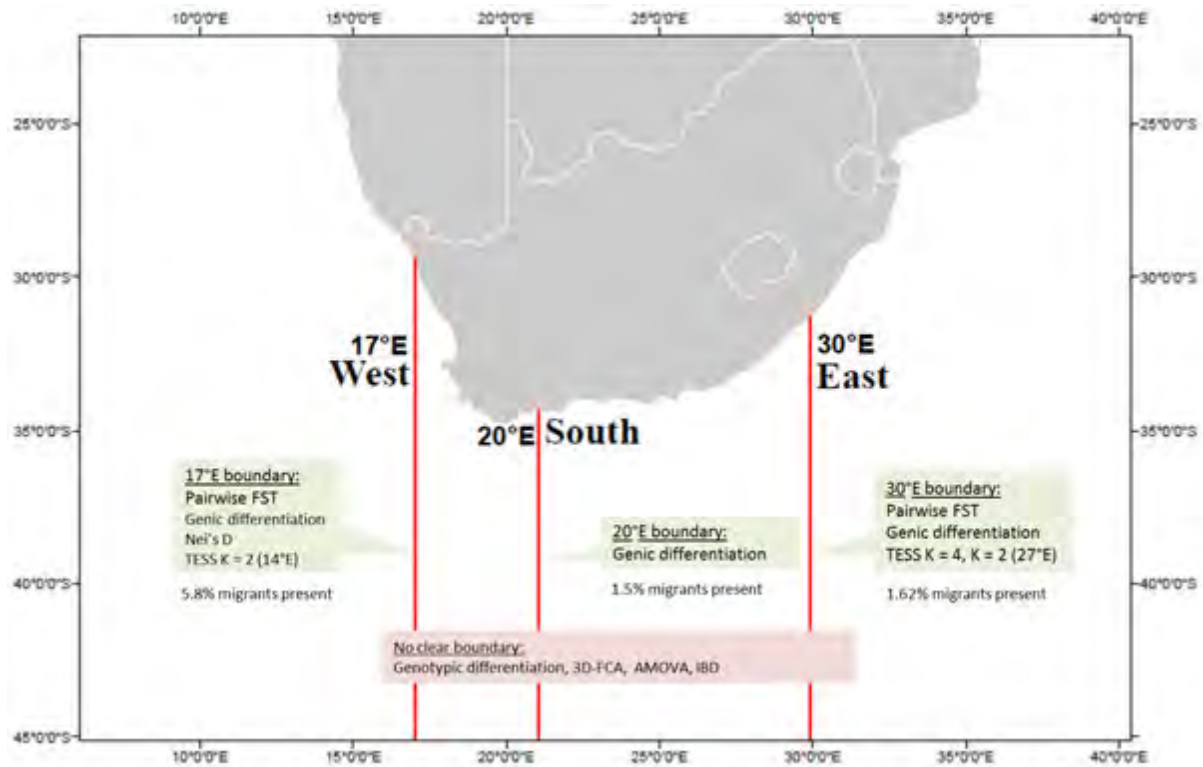 10°0'0"E 15°0'0"E 20°0'0"E 25°0'0"E 30°0'0"E 35°0'0"E 40°0'0"E
25°0'0"S 25°0'0"S
30°0'0"S 30°0'0"S
17°E
West
30°E
East
20°E South
35°0'0"S 35°0'0"S
17°E boundary:
Pairwise FST
Genic differentiation
Nei's D
TESS K = 2 (14°E)
5.8% migrants present
20°E boundary:
Genic differentiation
1.5% migrants present
30°E boundary:
Pairwise FST
Genic differentiation
TESS K = 4, K = 2 (27°E)
1.62% migrants present
40°0'0"S 40°0'0"S
No clear boundary:
Genotypic differentiation, 3D-FCA, AMOVA, IBD
45°0'0"S
10°0'0"E 15°0'0"E 20°0'0"E 25°0'0"E 30°0'0"E 35°0'0"E 40°0'0"E